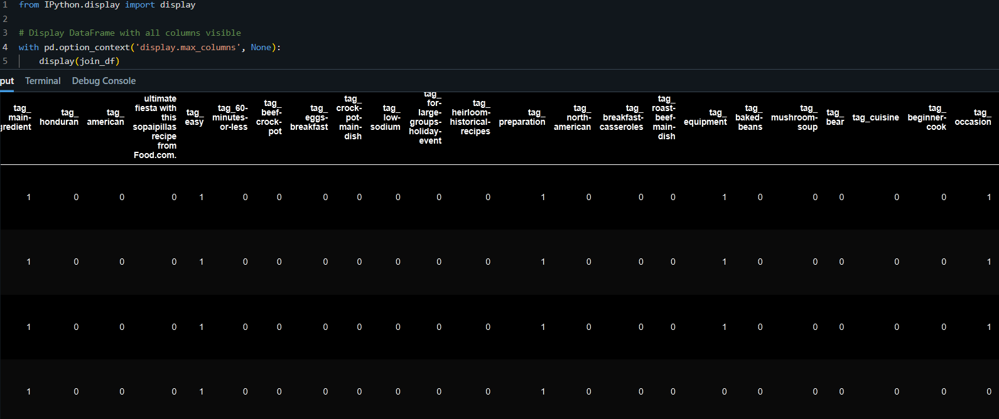 1 from IPython.display import display
2
3 # Display DataFrame with all columns visible
4 with pd.option_context('display.max_columns', None):
5 display(join_df)
put Terminal Debug Console
tag_main-gredient tag_honduran tag_american ultimate fiesta with this sopaipillas recipe from Food.com. tag_easy tag_60-minutes-or-less tag_beef-crock-pot tag_eggs-breakfast tag_crock-pot-main-dish tag_low-sodium tag_for-large-groups-holiday-event tag_heirloom-historical-recipes tag_preparation tag_north-american tag_breakfast-casseroles tag_roast-beef-main-dish tag_equipment tag_baked-beans tag_mushroom-soup tag_bear tag_cuisine tag_beginner-cook tag_occasion
1 0 0 0 1 0 0 0 0 0 0 0 1 0 0 0 1 0 0 0 0 0 1
1 0 0 0 1 0 0 0 0 0 0 0 1 0 0 0 1 0 0 0 0 0 1
1 0 0 0 1 0 0 0 0 0 0 0 1 0 0 0 1 0 0 0 0 0 1
1 0 0 0 1 0 0 0 0 0 0 0 1 0 0 0 0 0 0 0 0 0 0